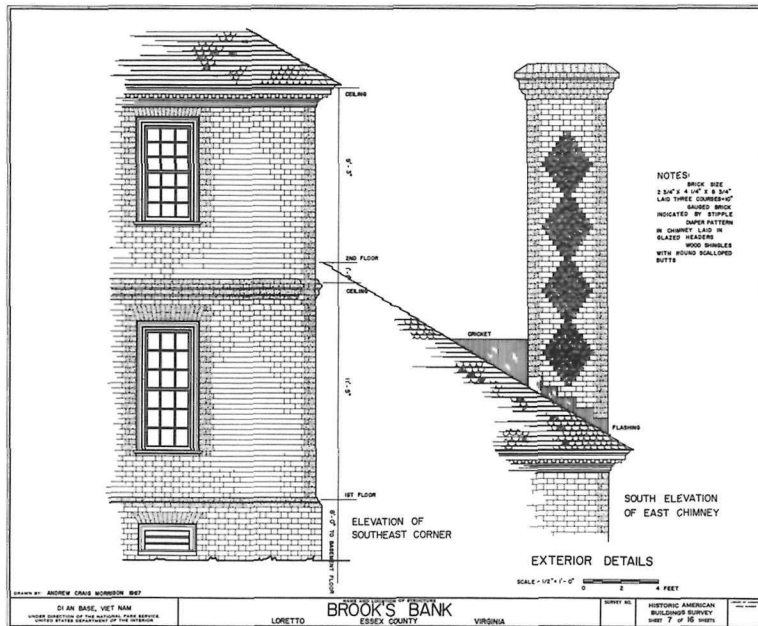 CEILING
9'-3"
2ND FLOOR
CEILING
11'-5"
1ST FLOOR
8'-0" TO BASEMENT FLOOR
CRICKET
FLASHING
NOTES:
BRICK SIZE
2 3/4" X 4 1/4" X 8 3/4"
LAID THREE COURSES=10"
GAUGED BRICK
INDICATED BY STIPPLE
DIAPER PATTERN
IN CHIMNEY LAID IN
GLAZED HEADERS
WOOD SHINGLES
WITH ROUND SCALLOPED
BUTTS
ELEVATION OF
SOUTHEAST CORNER
SOUTH ELEVATION
OF EAST CHIMNEY
EXTERIOR DETAILS
SCALE - 1/2" = 1'- 0"
0 2 4 FEET
DRAWN BY: ANDREW CRAIG MORRISON 1967
DI AN BASE, VIET NAM
UNDER DIRECTION OF THE NATIONAL PARK SERVICE
UNITED STATES DEPARTMENT OF THE INTERIOR
NAME AND LOCATION OF STRUCTURE
BROOK'S BANK
LORETTO ESSEX COUNTY VIRGINIA
SURVEY NO.
HISTORIC AMERICAN
BUILDINGS SURVEY
SHEET 7 OF 16 SHEETS